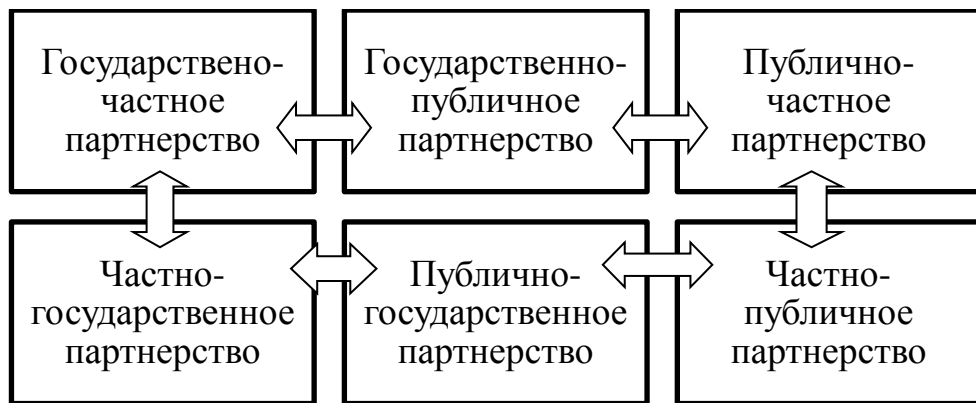 Государствено-
частное
партнерство
Государственно-
публичное
партнерство
Публично-
частное
партнерство
Частно-
государственное
партнерство
Публично-
государственное
партнерство
Частно-
публичное
партнерство